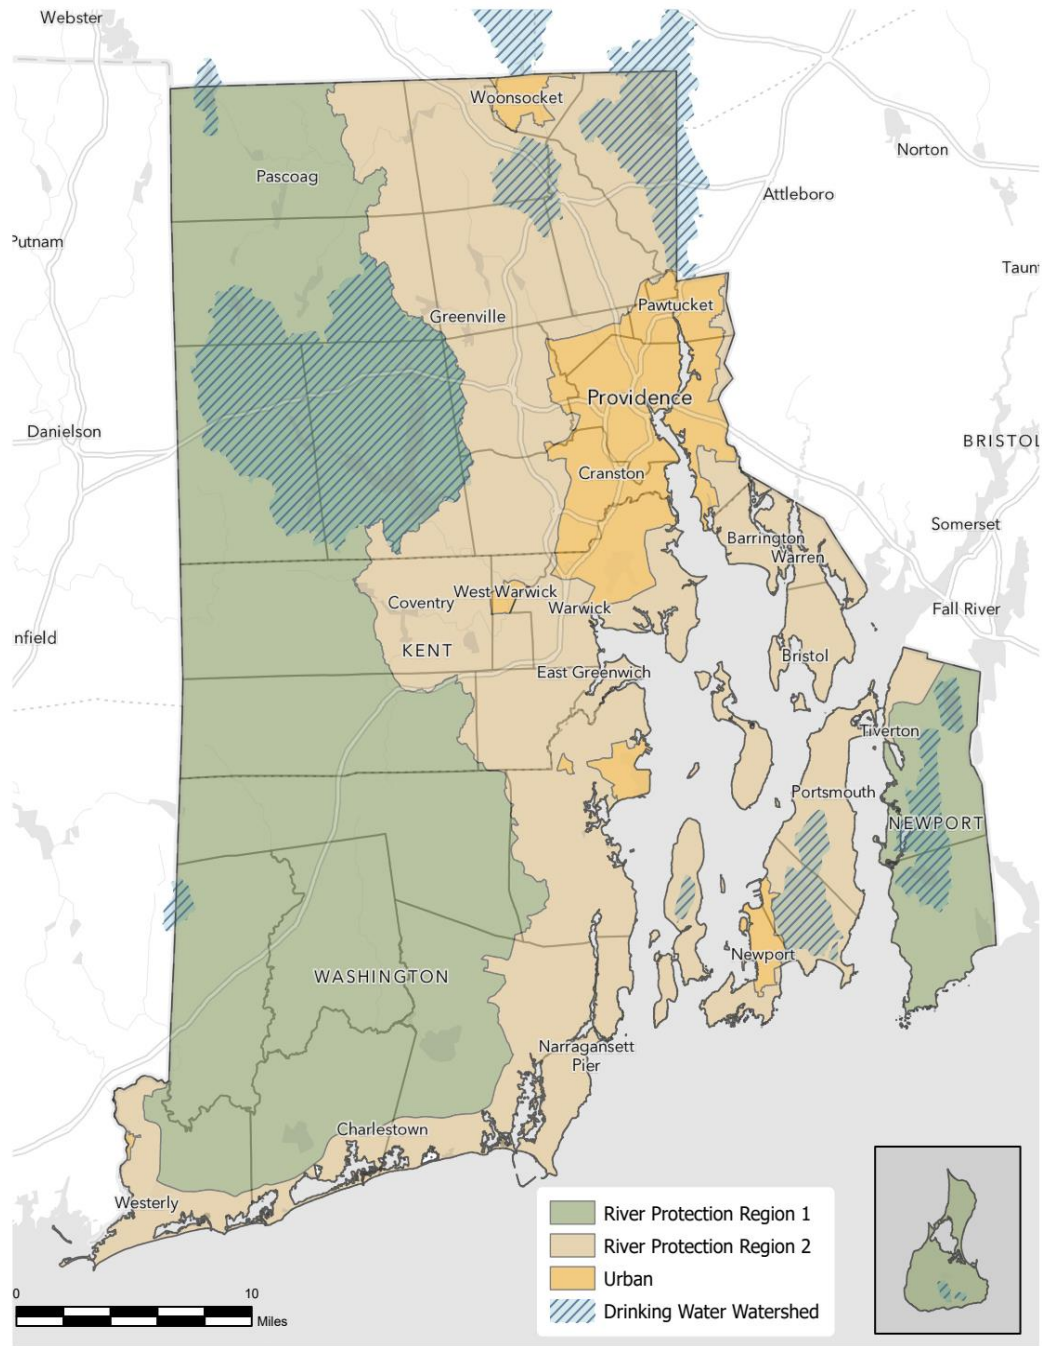 Webster
Woonsocket
Norton
Pascoag
Attleboro
Putnam
Taun
Pawtucket
Greenville
Providence
Danielson
BRISTOL
Cranston
Somerset
Barrington
Warren
West Warwick
Coventry
Warwick
Fall River
nfield
KENT
Bristol
East Greenwich
Tiverton
Portsmouth
NEWPORT
Newport
WASHINGTON
Narragansett
Pier
Charlestown
Westerly
River Protection Region 1
River Protection Region 2
Urban
Drinking Water Watershed
0 10
Miles